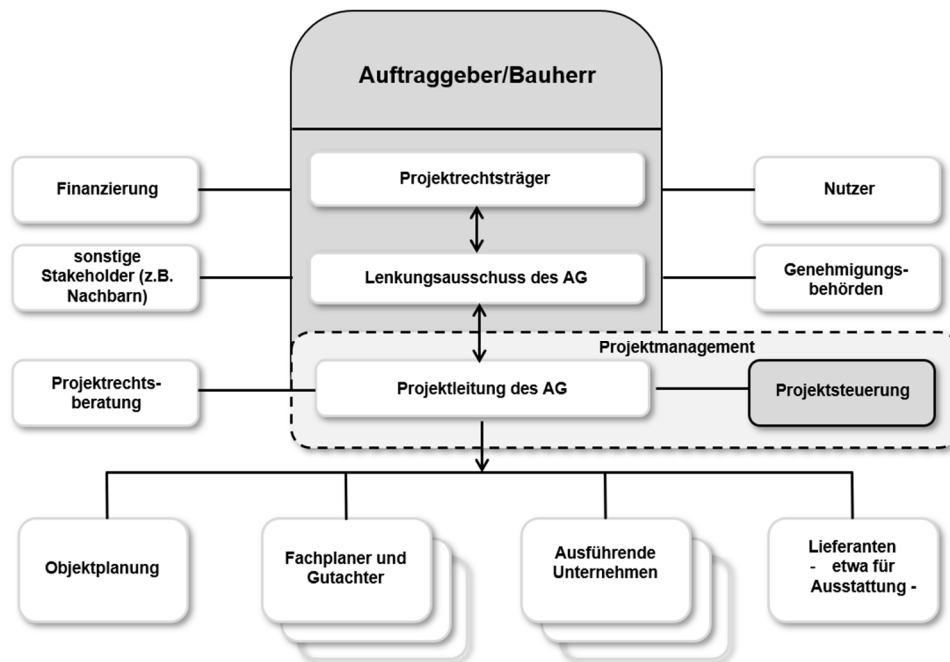 Auftraggeber/Bauherr
Finanzierung
Projektrechtsträger
Nutzer
sonstige
Stakeholder (z.B.
Nachbarn)
Lenkungsausschuss des AG
Genehmigungs-
behörden
Projektmanagement
Projektrechts-
beratung
Projektleitung des AG
Projektsteuerung
Objektplanung
Fachplaner und
Gutachter
Ausführende
Unternehmen
Lieferanten
- etwa für
Ausstattung -